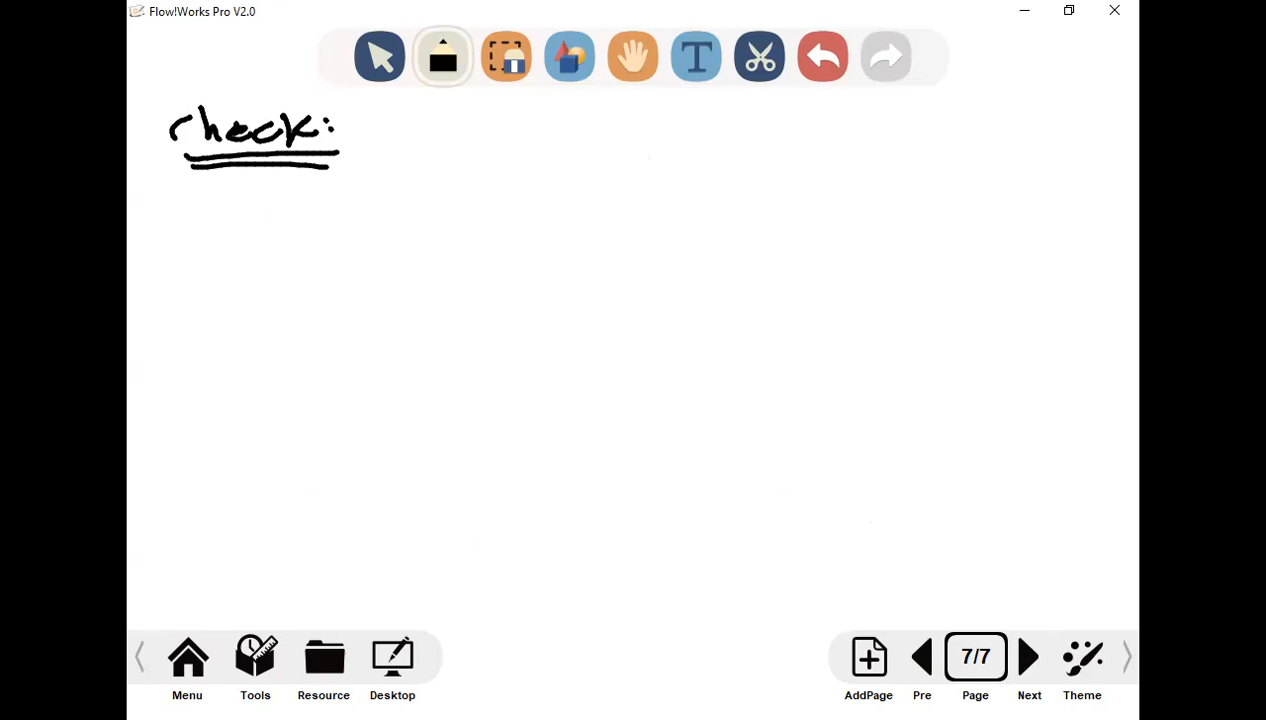 Flow!Works Pro V2.0
check:
7/7
Menu Tools Resource Desktop AddPage Pre Page Next Theme